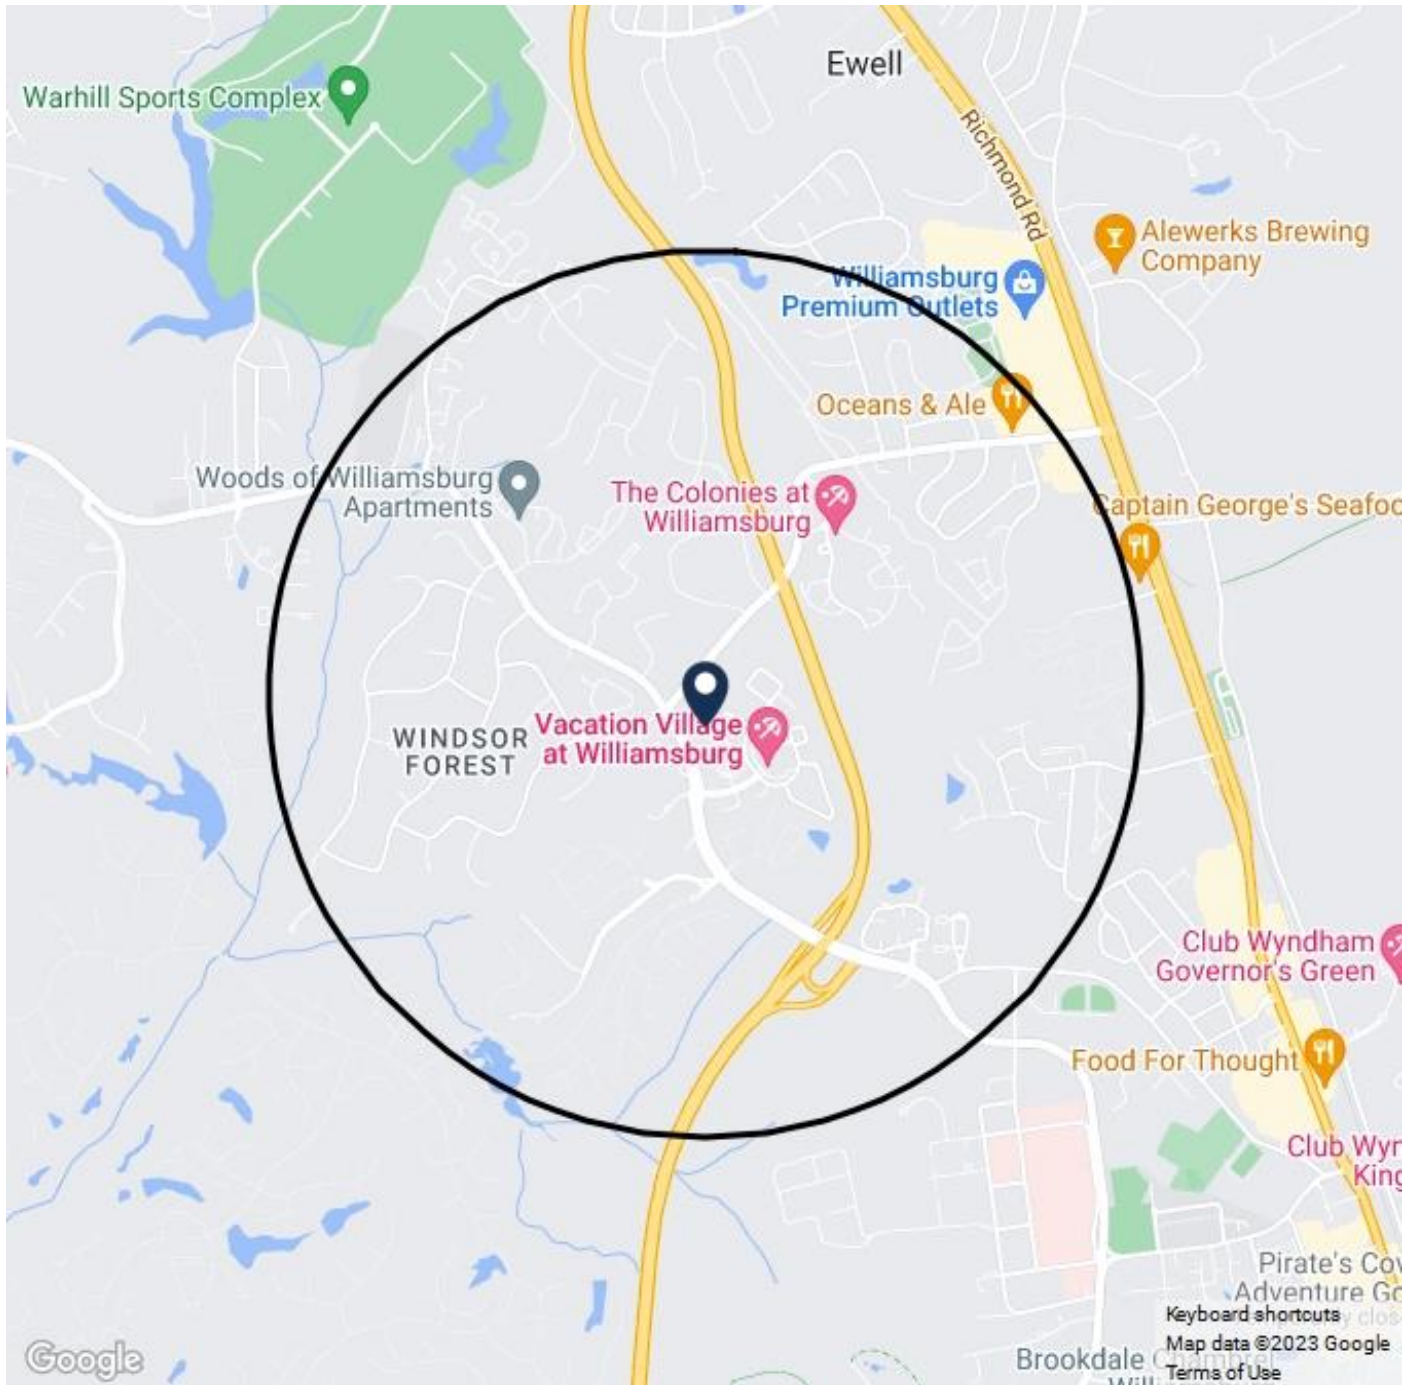 Ewell
Warhill Sports Complex
Richmond Rd
Alewerks Brewing
Company
Williamsburg
Premium Outlets
Oceans & Ale
Woods of Williamsburg
Apartments
The Colonies at
Williamsburg
Captain George's Seafoo
WINDSOR
FOREST
Vacation Village
at Williamsburg
Club Wyndham
Governor's Green
Food For Thought
Club Wyn
King
Pirate's Cov
Adventure Go
Keyboard shortcuts
Map data ©2023 Google
Terms of Use
Brookdale
Google